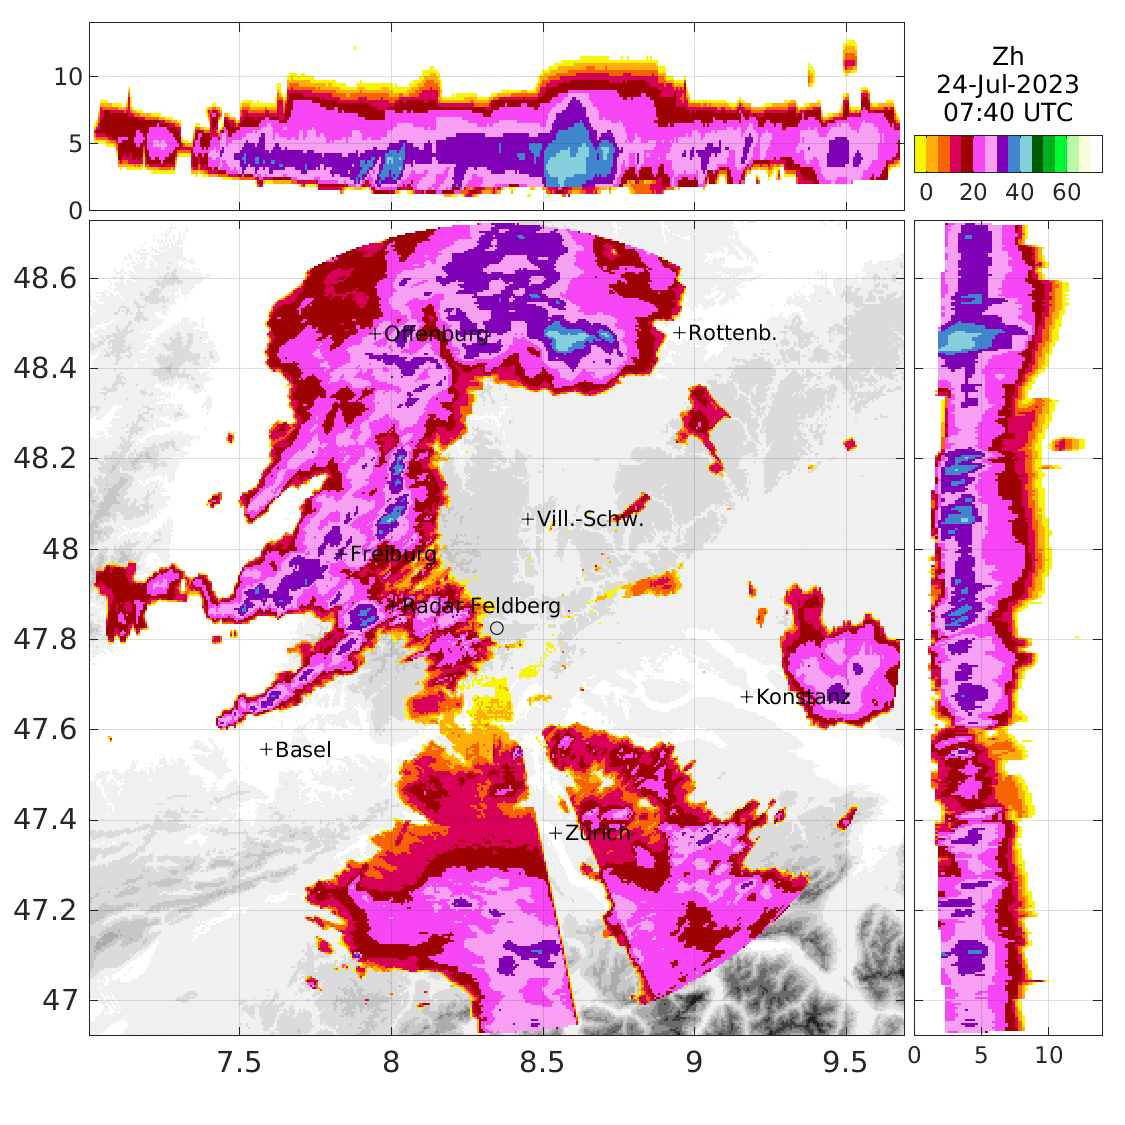 10
5
0
Zh
24-Jul-2023
07:40 UTC
0 20 40 60
48.6
48.4
48.2
48
47.8
47.6
47.4
47.2
47
+Offenburg
+Rottenb.
+Vill.-Schw.
+Freiburg
+Radar Feldberg
+Konstanz
+Basel
+Zürich
7.5 8 8.5 9 9.5
0 5 10